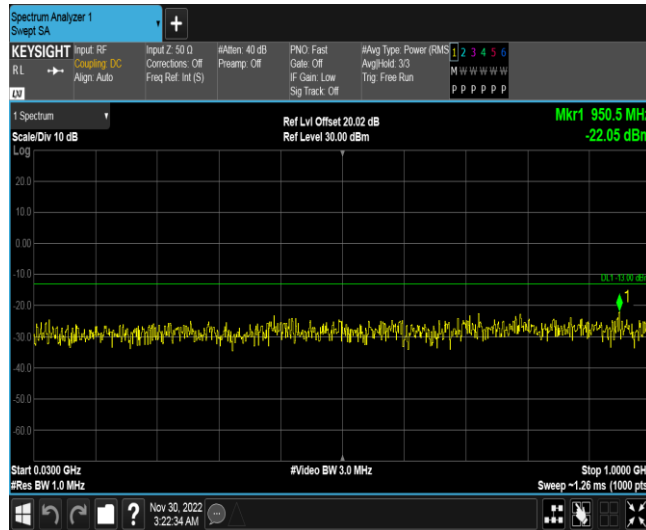 Spectrum Analyzer 1
Swept SA
KEYSIGHT
RL
LXI
Input: RF
Coupling: DC
Align: Auto
Input Z: 50 Ω
Corrections: Off
Freq Ref: Int (S)
#Atten: 40 dB
Preamp: Off
PNO: Fast
Gate: Off
IF Gain: Low
Sig Track: Off
#Avg Type: Power (RMS
Avg|Hold: 3/3
Trig: Free Run
1 2 3 4 5 6
M W W W W W
P P P P P P
1 Spectrum
Scale/Div 10 dB
Log
Ref Lvl Offset 20.02 dB
Ref Level 30.00 dBm
Mkr1 950.5 MHz
-22.05 dBm
20.0
10.0
0.00
-10.0
-20.0
-30.0
-40.0
-50.0
-60.0
DL1 -13.00 dBm
1
Start 0.0300 GHz
#Res BW 1.0 MHz
#Video BW 3.0 MHz
Stop 1.0000 GH
Sweep ~1.26 ms (1000 pts
?
Nov 30, 2022
3:22:34 AM